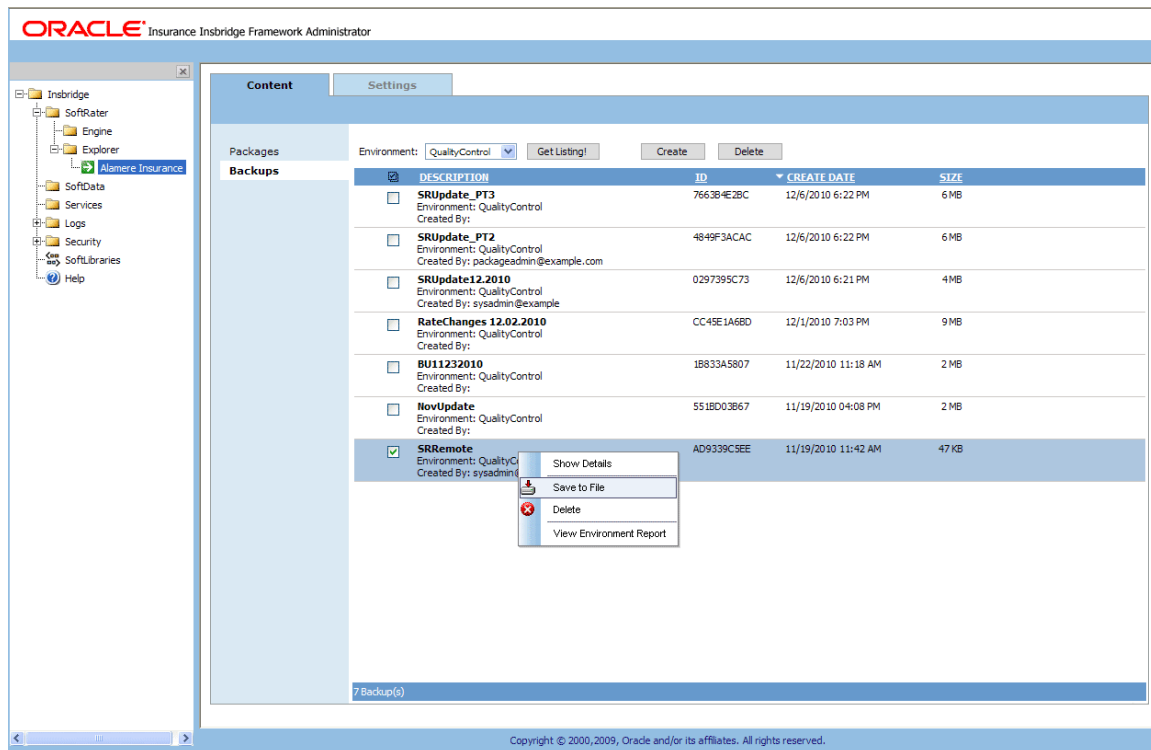 ORACLE Insurance Insbridge Framework Administrator
Insbridge
SoftRater
Engine
Explorer
Alamere Insurance
SoftData
Services
Logs
Security
SoftLibraries
Help
Content
Settings
Packages
Backups
Environment: QualityControl Get Listing! Create Delete
DESCRIPTION ID CREATE DATE SIZE
SRUpdate_PT3 7663B4E2BC 12/6/2010 6:22 PM 6 MB
Environment: QualityControl
Created By:
SRUpdate_PT2 4849F3ACAC 12/6/2010 6:22 PM 6 MB
Environment: QualityControl
Created By: packageadmin@example.com
SRUpdate12.2010 0297395C73 12/6/2010 6:21 PM 4 MB
Environment: QualityControl
Created By: sysadmin@example
RateChanges 12.02.2010 CC45E1A6BD 12/1/2010 7:03 PM 9 MB
Environment: QualityControl
Created By:
BU11232010 1B833A5807 11/22/2010 11:18 AM 2 MB
Environment: QualityControl
Created By:
NovUpdate 551BD03B67 11/19/2010 04:08 PM 2 MB
Environment: QualityControl
Created By:
SRRemote AD9339C5EE 11/19/2010 11:42 AM 47 KB
Environment: QualityC
Created By: sysadmin@
Show Details
Save to File
Delete
View Environment Report
7 Backup(s)
Copyright © 2000,2009, Oracle and/or its affiliates. All rights reserved.